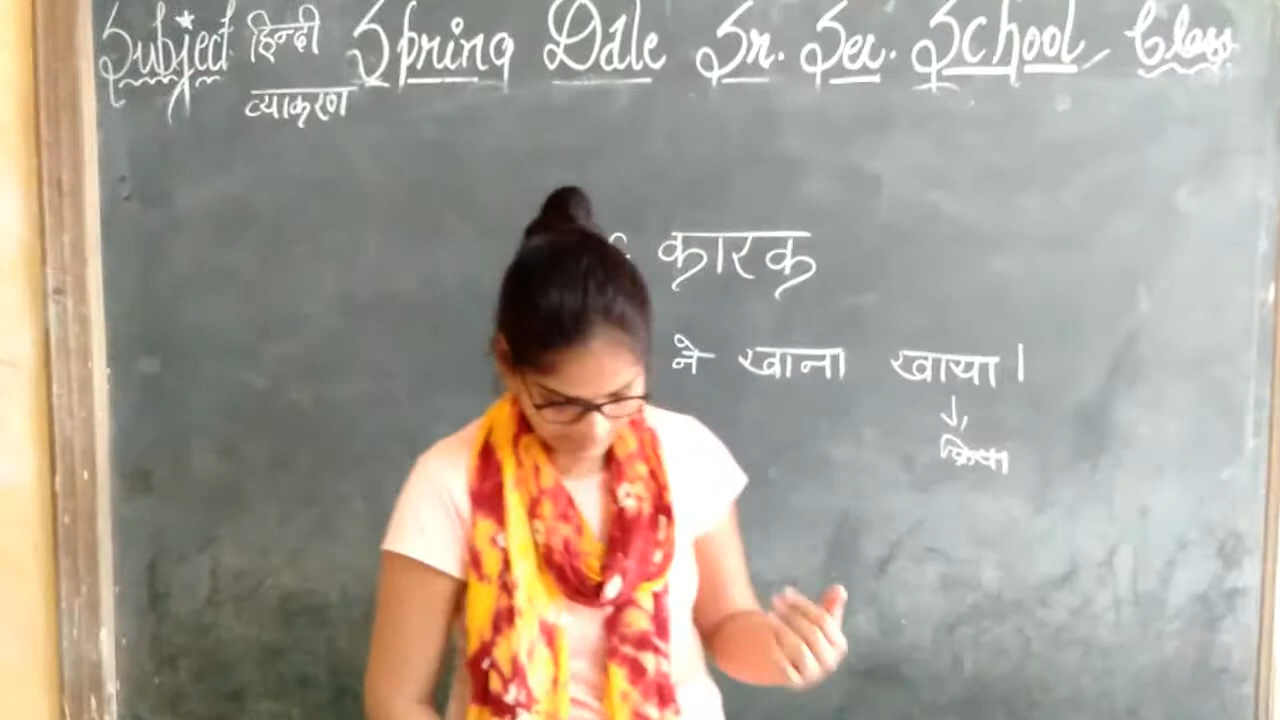 Subject हिन्दी Spring Dale Sr. Sec. School, Class
व्याकरण
कारक
ने खाना खाया।
क्रिया